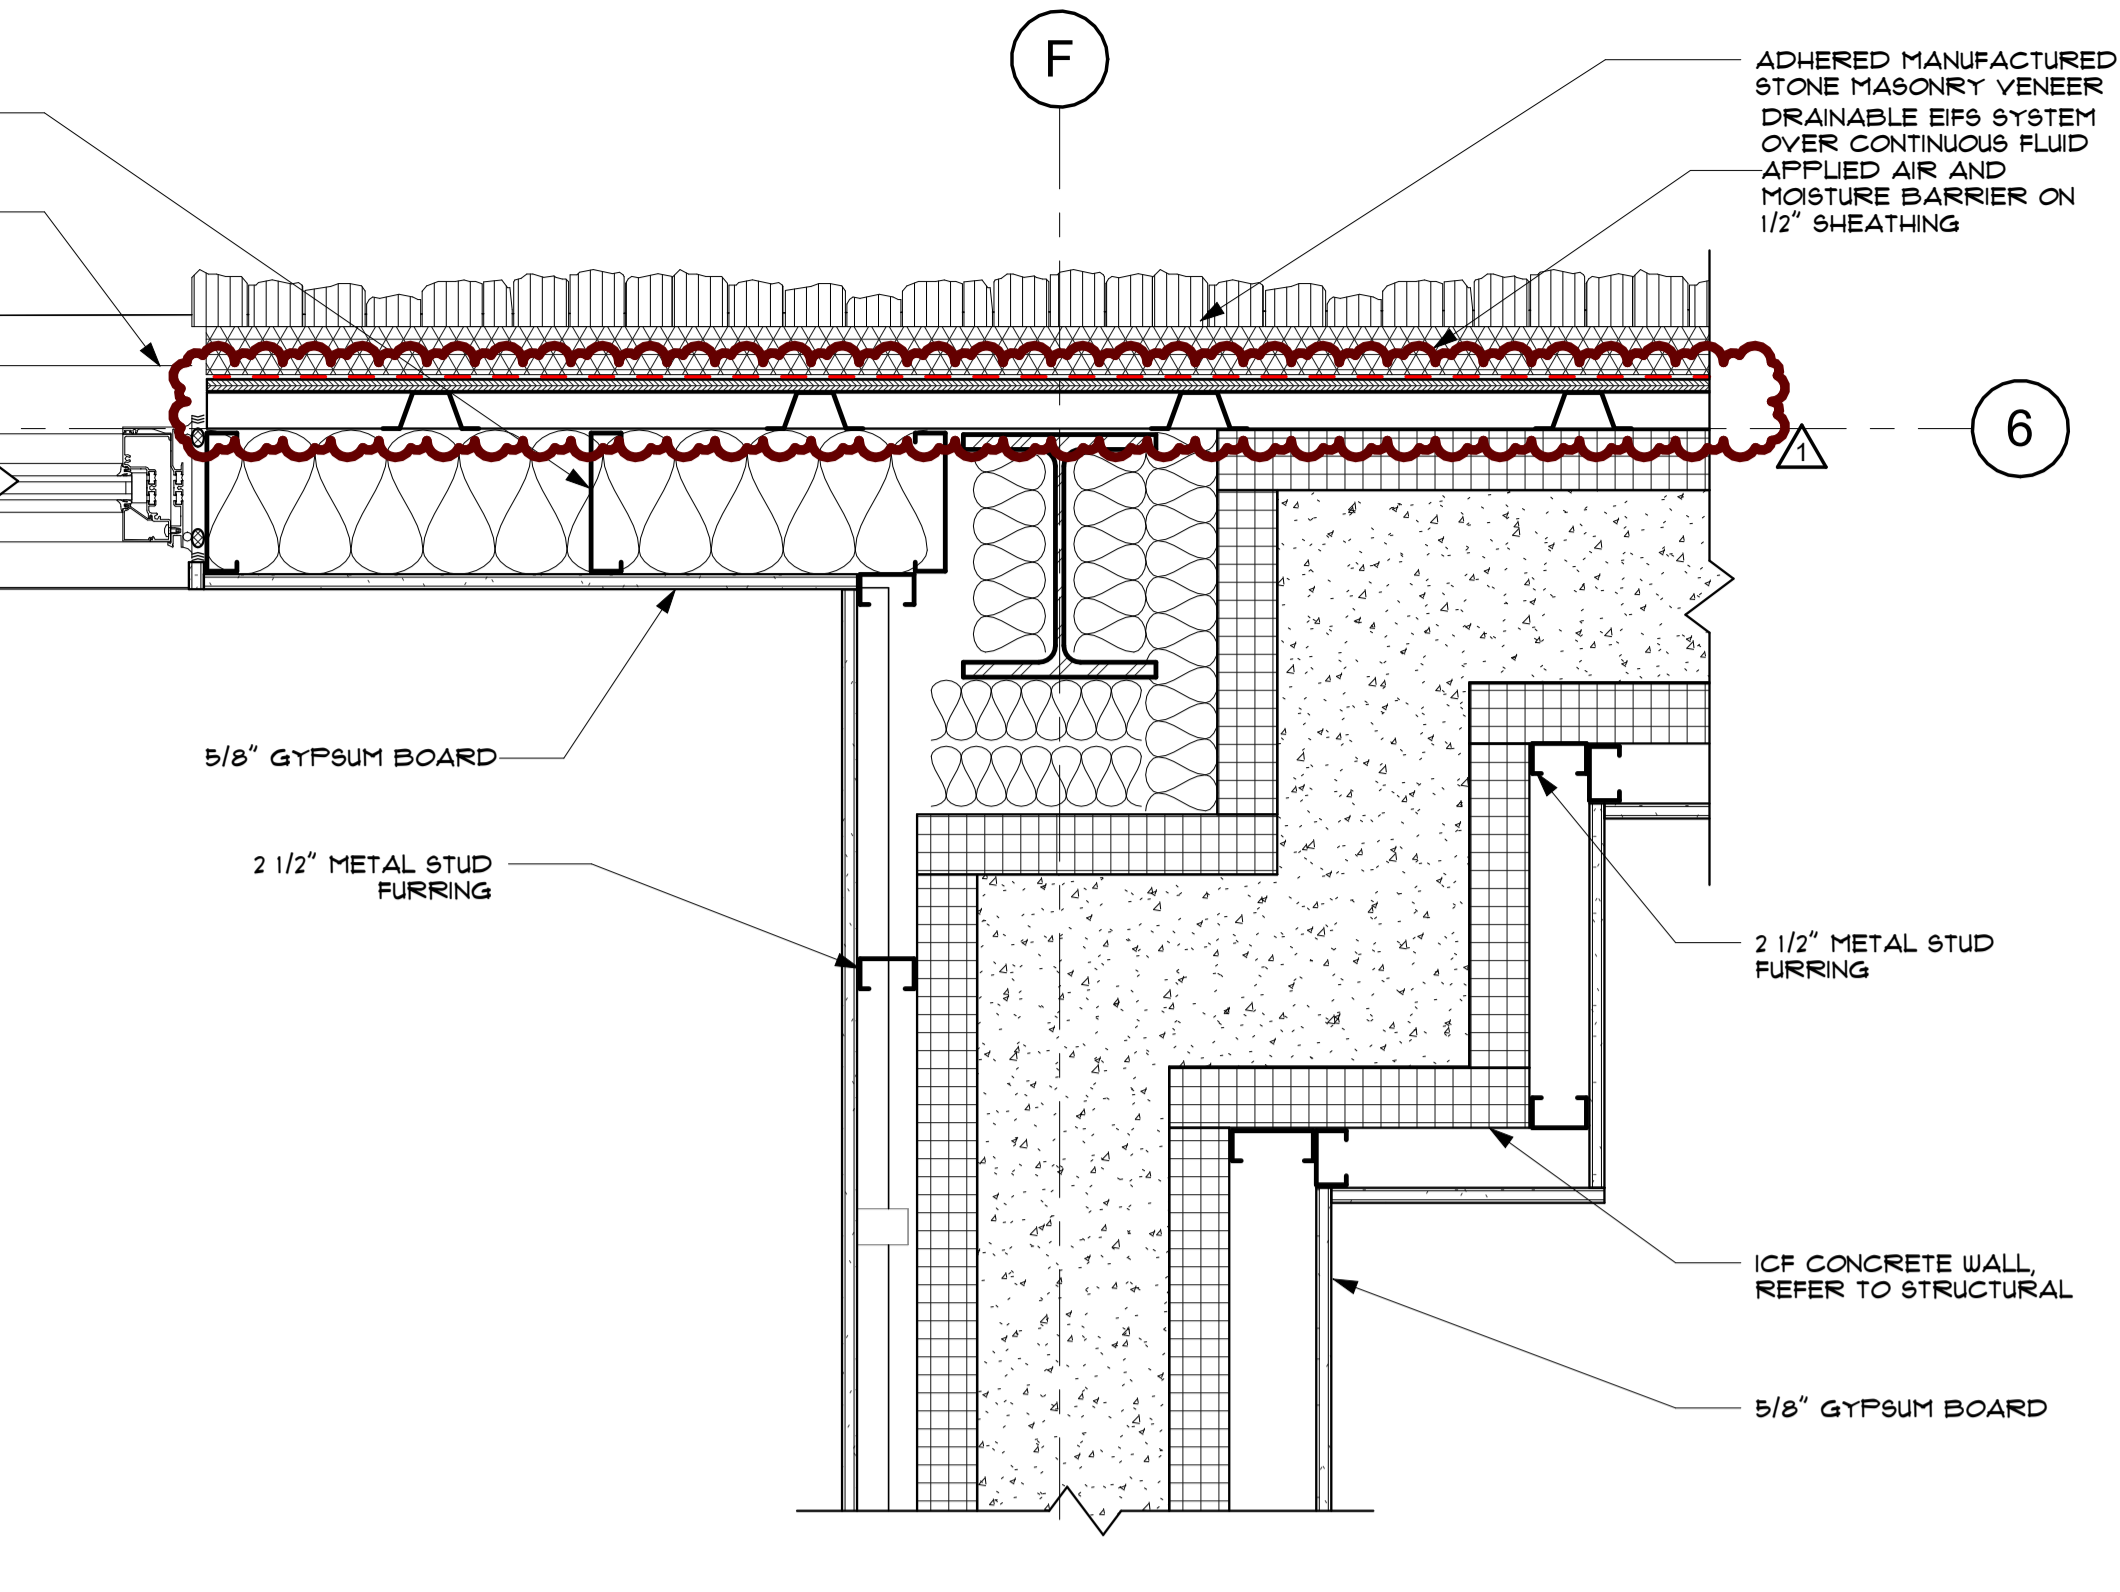 F
ADHERED MANUFACTURED
STONE MASONRY VENEER
DRAINABLE EIFS SYSTEM
OVER CONTINUOUS FLUID
APPLIED AIR AND
MOISTURE BARRIER ON
1/2" SHEATHING
6
1
5/8" GYPSUM BOARD
2 1/2" METAL STUD
FURRING
2 1/2" METAL STUD
FURRING
ICF CONCRETE WALL,
REFER TO STRUCTURAL
5/8" GYPSUM BOARD